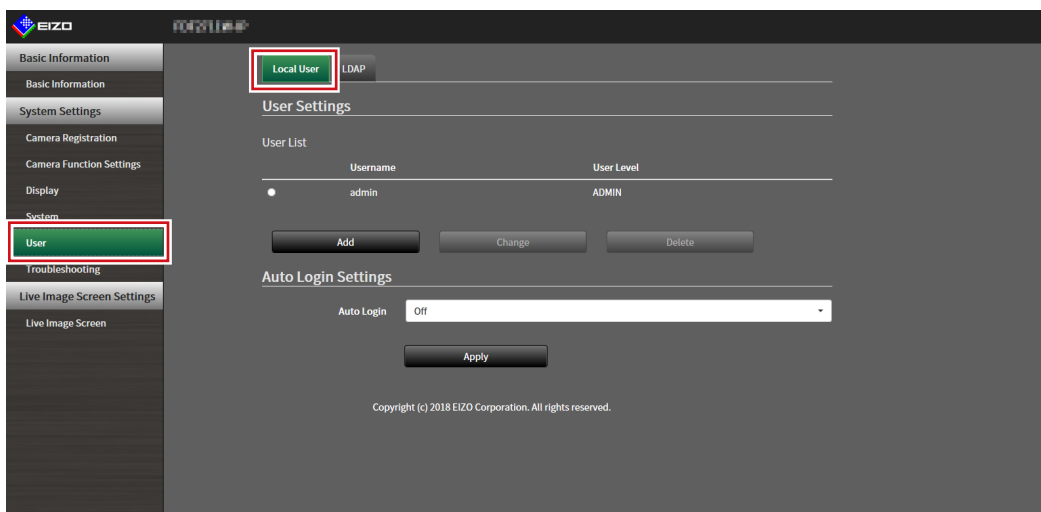 EIZO
Basic Information
Basic Information
System Settings
Camera Registration
Camera Function Settings
Display
System
User
Troubleshooting
Live Image Screen Settings
Live Image Screen
Local User
LDAP
User Settings
User List
Username User Level
admin ADMIN
Add Change Delete
Auto Login Settings
Auto Login Off
Apply
Copyright (c) 2018 EIZO Corporation. All rights reserved.